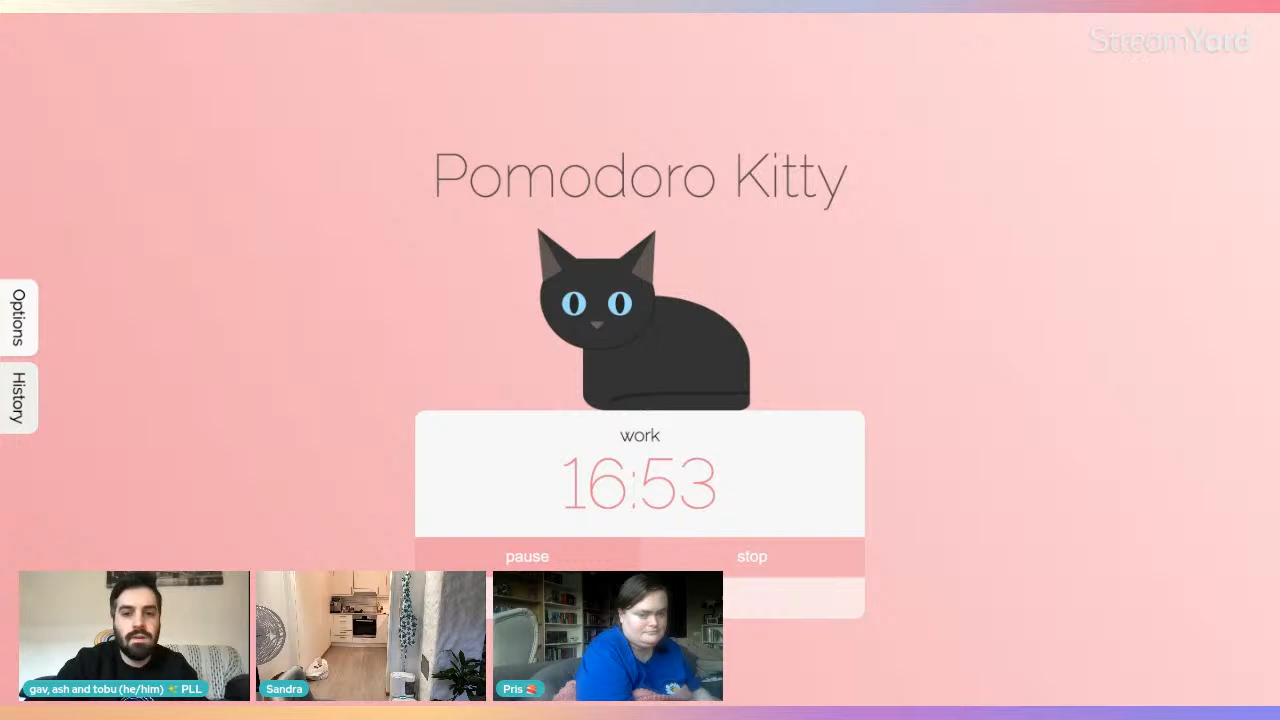 StreamYard
Pomodoro Kitty
Options
History
work
16:53
pause
stop
gav, ash and tobu (he/him) ✨ PLL
Sandra
Pris